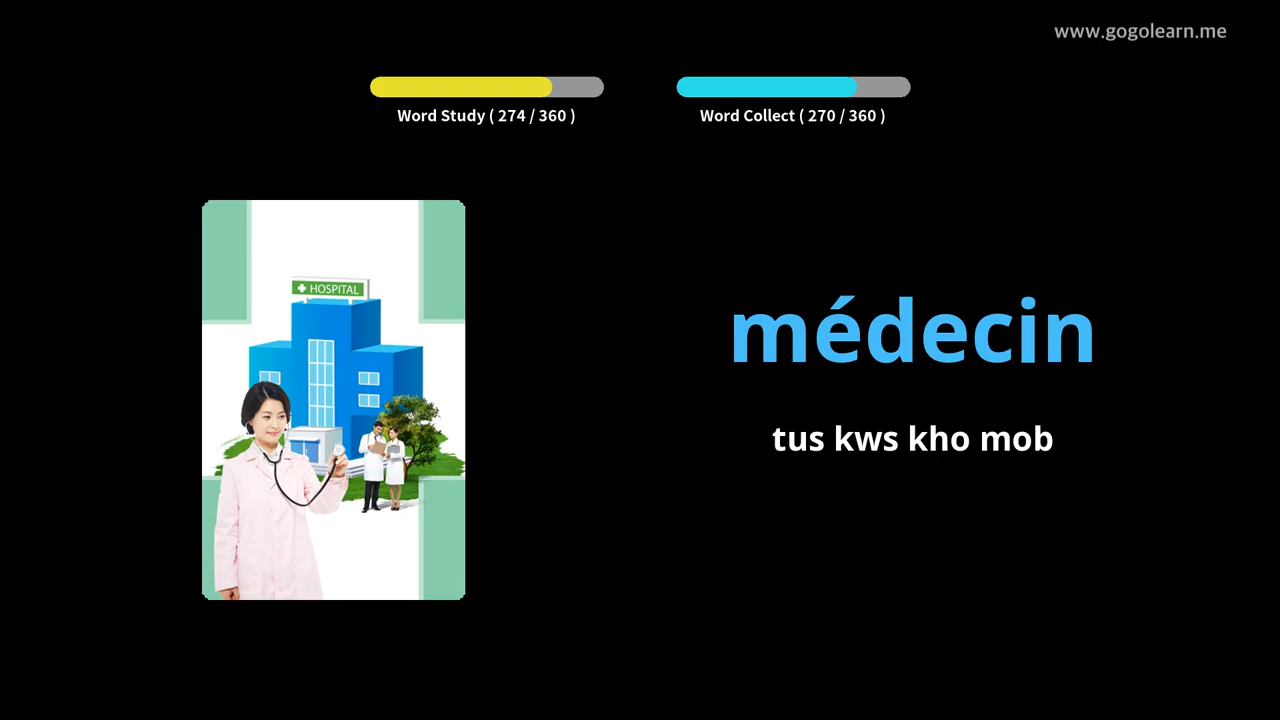 www.gogolearn.me
Word Study ( 274 / 360 )
Word Collect ( 270 / 360 )
HOSPITAL
médecin
tus kws kho mob